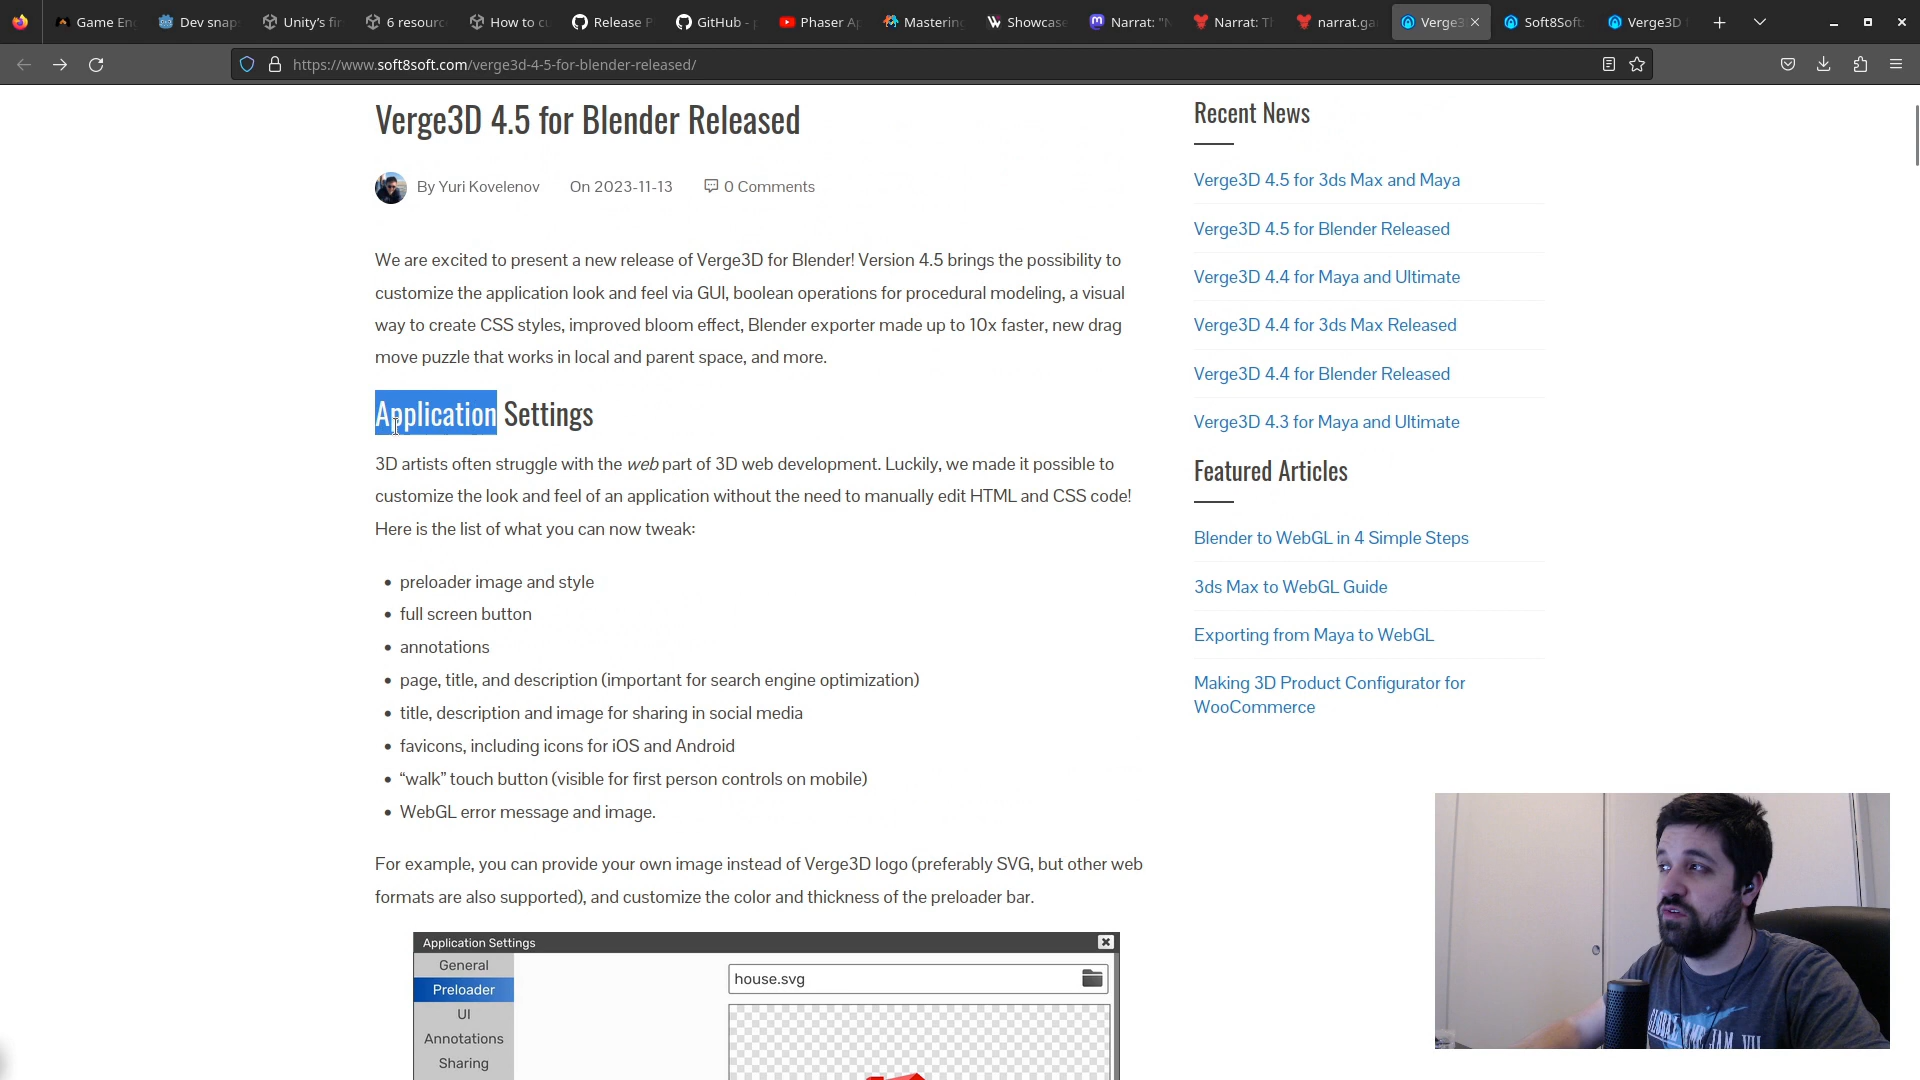 Game En
Dev snap
Unity's fir
6 resourc
How to cu
Release P
GitHub - p
Phaser Ap
Mastering
Showcase
Narrat: "N
Narrat: Th
narrat.ga
Verge3
Soft8Soft
Verge3D f
https://www.soft8soft.com/verge3d-4-5-for-blender-released/
Verge3D 4.5 for Blender Released
By Yuri Kovelenov
On 2023-11-13
0 Comments
We are excited to present a new release of Verge3D for Blender! Version 4.5 brings the possibility to
customize the application look and feel via GUI, boolean operations for procedural modeling, a visual
way to create CSS styles, improved bloom effect, Blender exporter made up to 10x faster, new drag
move puzzle that works in local and parent space, and more.
Application Settings
3D artists often struggle with the web part of 3D web development. Luckily, we made it possible to
customize the look and feel of an application without the need to manually edit HTML and CSS code!
Here is the list of what you can now tweak:
• preloader image and style
• full screen button
• annotations
• page, title, and description (important for search engine optimization)
• title, description and image for sharing in social media
• favicons, including icons for iOS and Android
• “walk” touch button (visible for first person controls on mobile)
• WebGL error message and image.
For example, you can provide your own image instead of Verge3D logo (preferably SVG, but other web
formats are also supported), and customize the color and thickness of the preloader bar.
Application Settings
General
Preloader
UI
Annotations
Sharing
house.svg
Recent News
Verge3D 4.5 for 3ds Max and Maya
Verge3D 4.5 for Blender Released
Verge3D 4.4 for Maya and Ultimate
Verge3D 4.4 for 3ds Max Released
Verge3D 4.4 for Blender Released
Verge3D 4.3 for Maya and Ultimate
Featured Articles
Blender to WebGL in 4 Simple Steps
3ds Max to WebGL Guide
Exporting from Maya to WebGL
Making 3D Product Configurator for
WooCommerce
GLOBAL GAME JAM VII